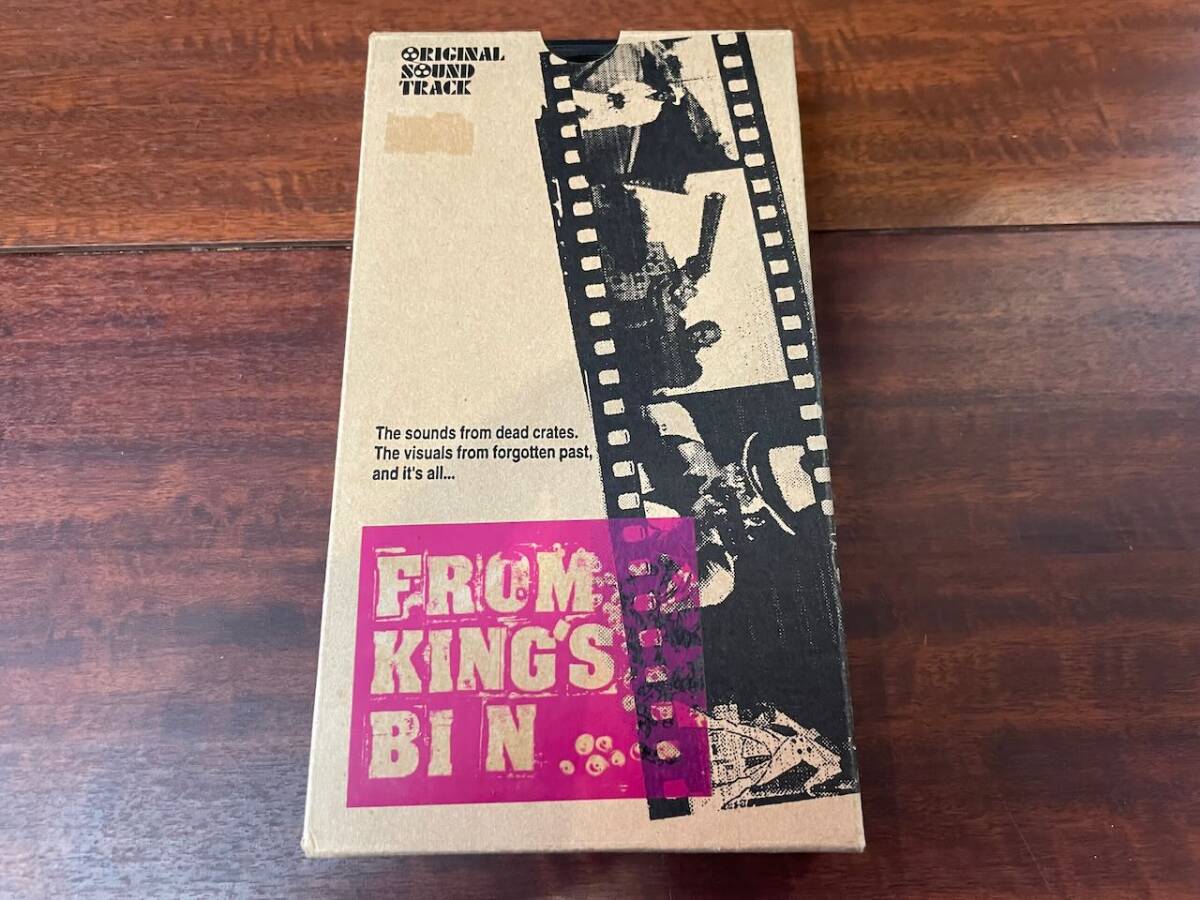 ORIGINAL
SOUND
TRACK
The sounds from dead crates.
The visuals from forgotten past,
and it's all...
FROM
KING'S
BIN